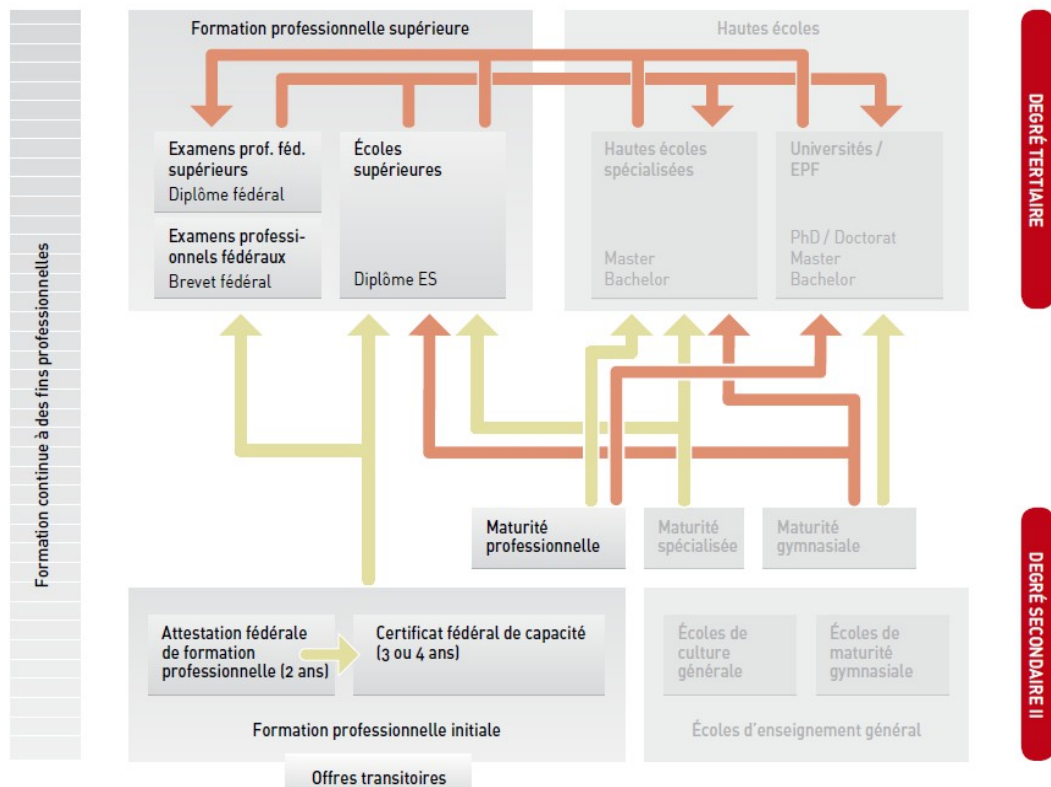 Formation professionnelle supérieure
Hautes écoles
Examens prof. féd.
supérieurs
Diplôme fédéral
Examens professi-
onnels fédéraux
Brevet fédéral
Écoles
supérieures
Diplôme ES
Hautes écoles
spécialisées
Master
Bachelor
Universités /
EPF
PhD / Doctorat
Master
Bachelor
DEGRÉ TERTIAIRE
Formation continue à des fins professionnelles
Maturité
professionnelle
Maturité
spécialisée
Maturité
gymnasiale
DEGRÉ SECONDAIRE II
Attestation fédérale
de formation
professionnelle (2 ans)
Certificat fédéral de capacité
(3 ou 4 ans)
Écoles de
culture
générale
Écoles de
maturité
gymnasiale
Formation professionnelle initiale
Écoles d'enseignement général
Offres transitoires